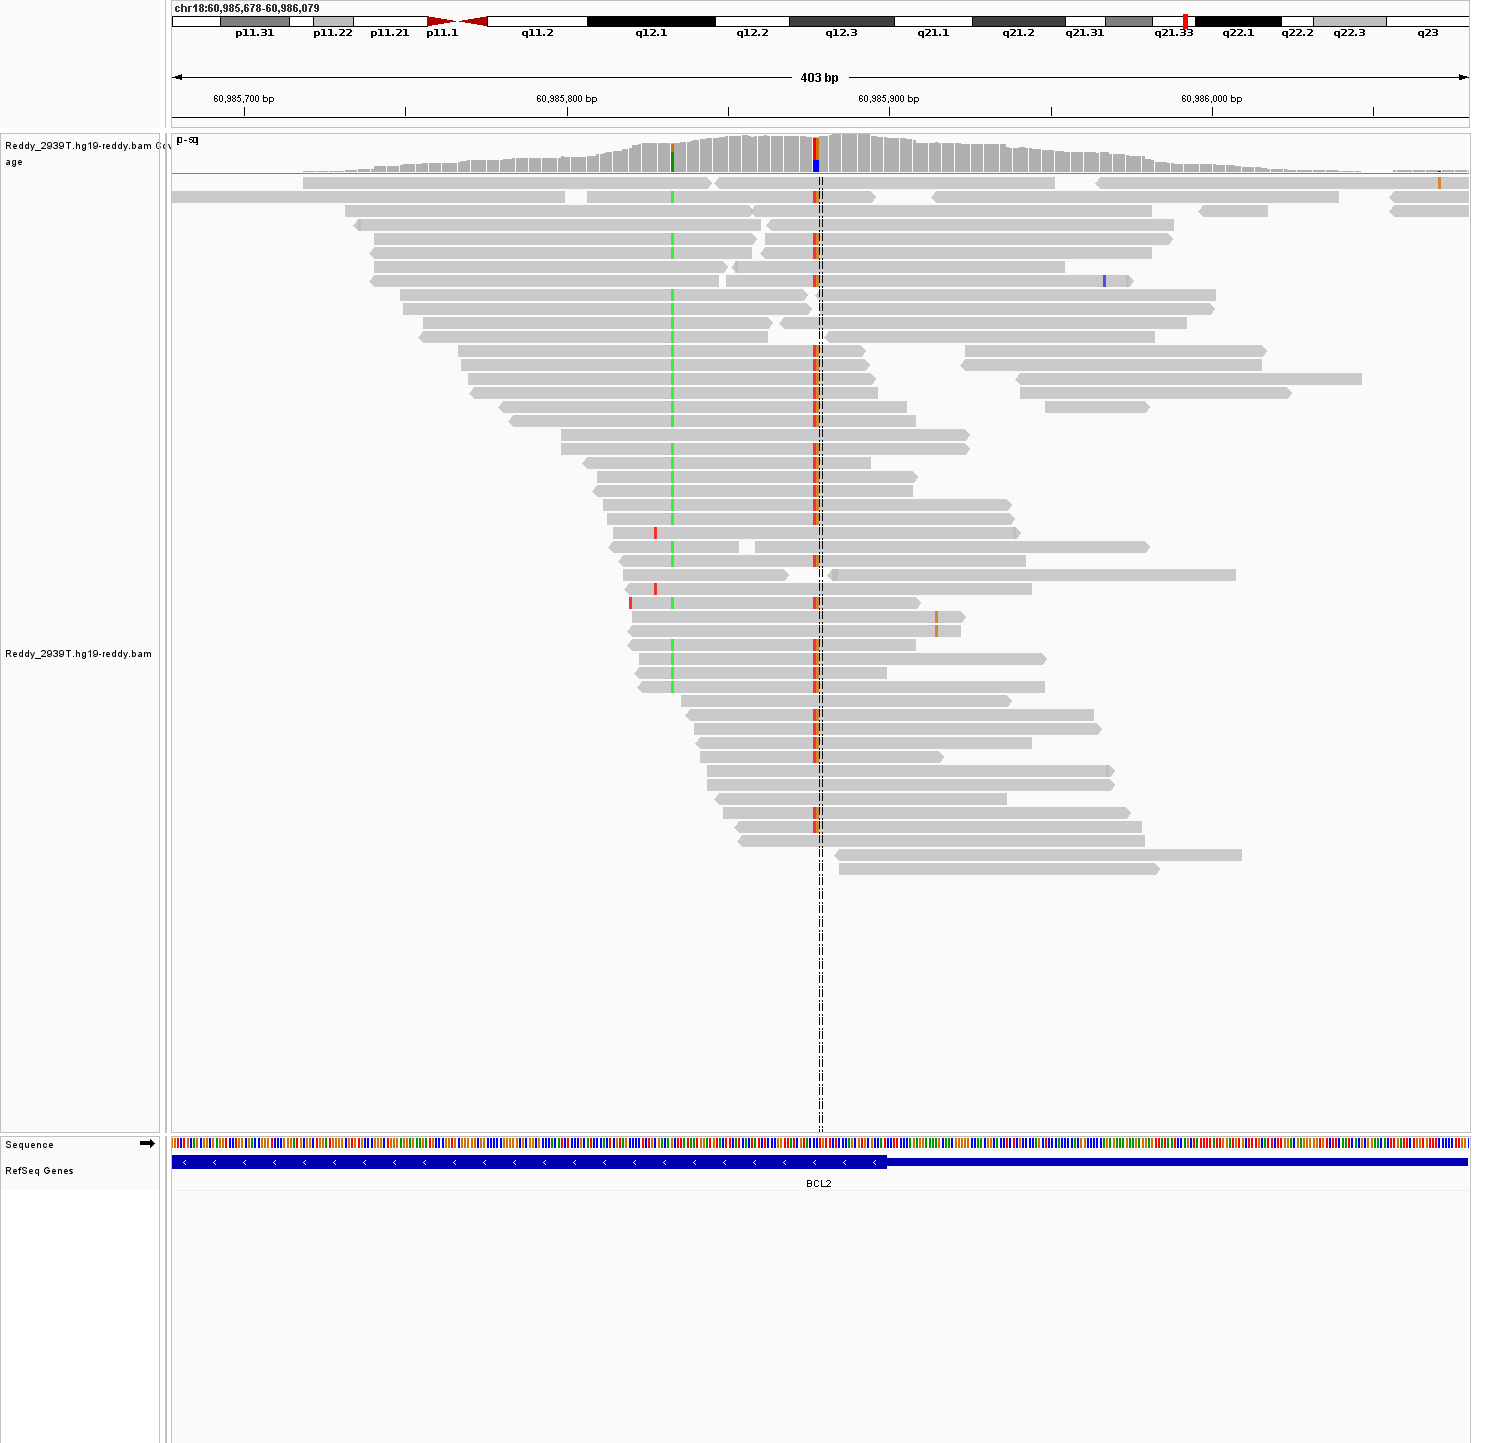 chr18:60,985,678-60,986,079
p11.31 p11.22 p11.21 p11.1 q11.2 q12.1 q12.2 q12.3 q21.1 q21.2 q21.31 q21.33 q22.1 q22.2 q22.3 q23
403 bp
60,985,700 bp 60,985,800 bp 60,985,900 bp 60,986,000 bp
Reddy_2939T.hg19-reddy.bam Cov
age
Reddy_2939T.hg19-reddy.bam
Sequence
RefSeq Genes
BCL2